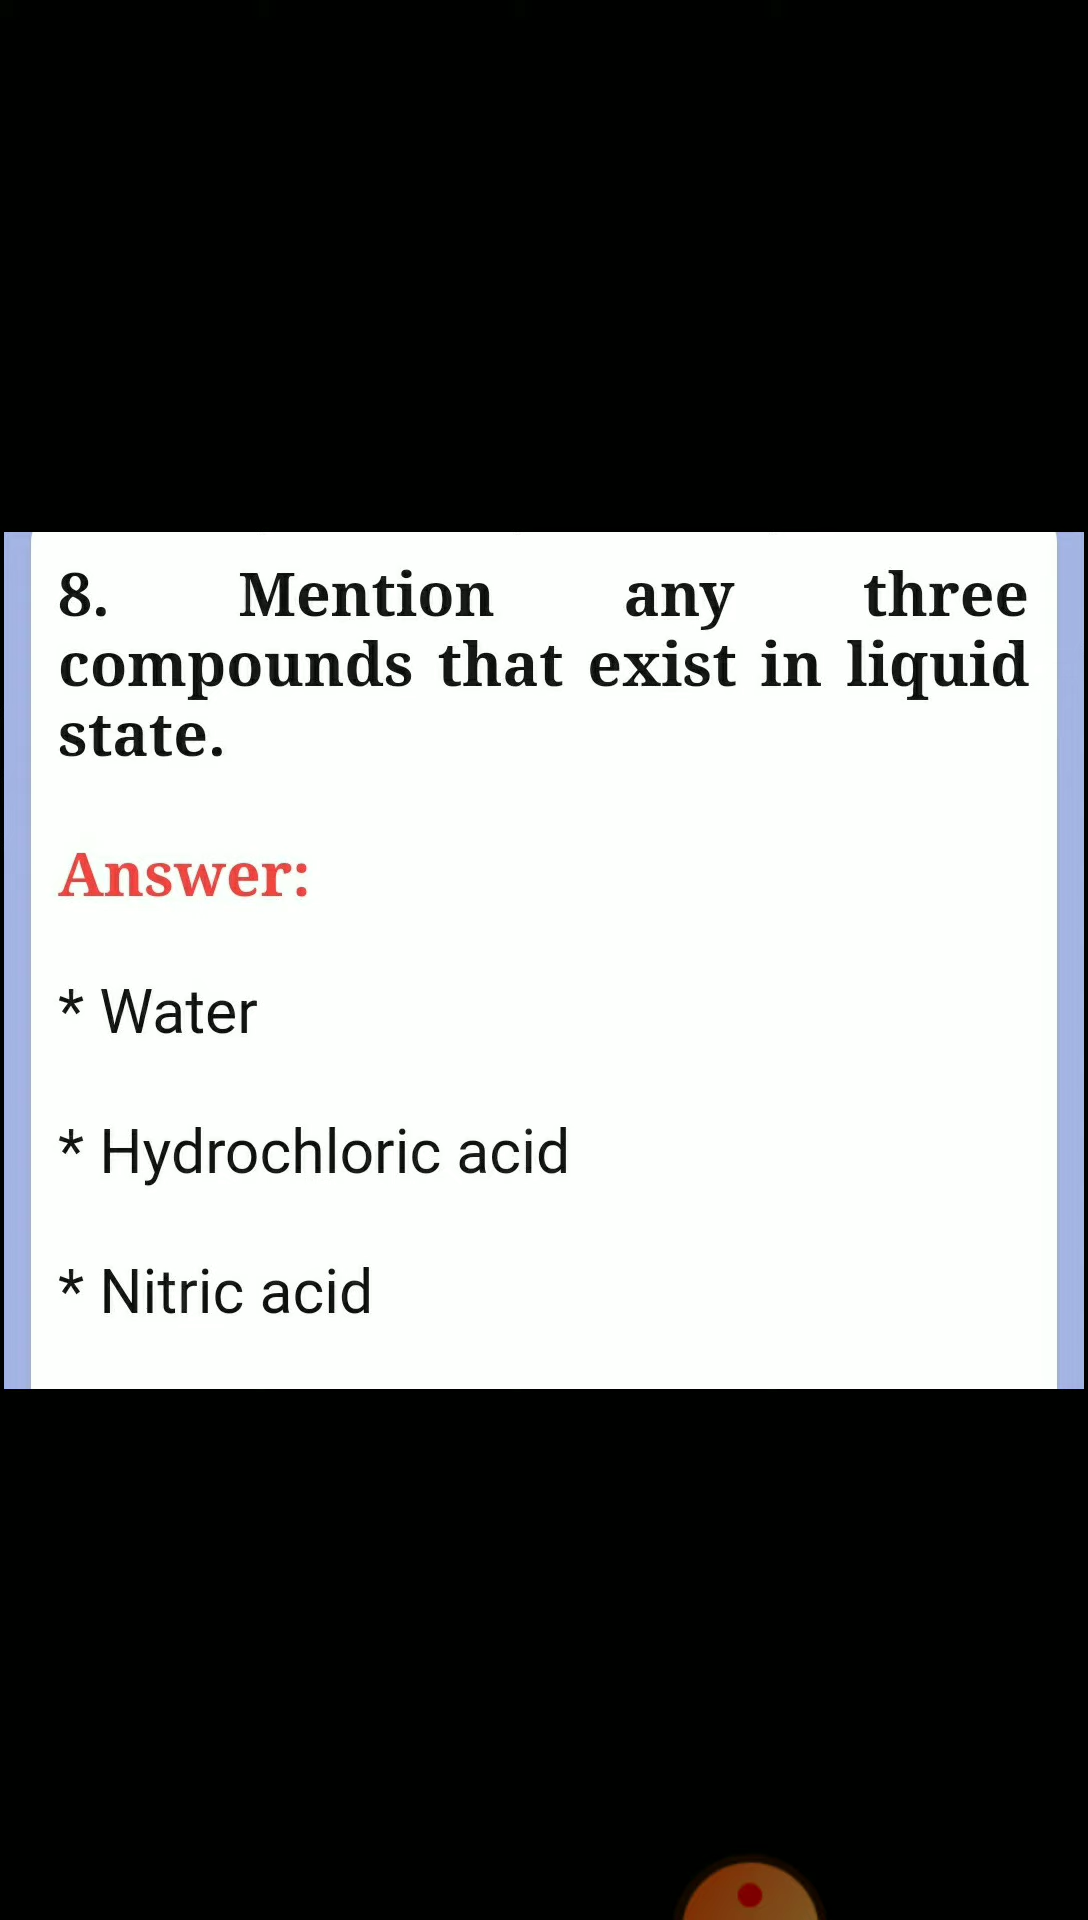 8. Mention any three
compounds that exist in liquid
state.
Answer:
* Water
* Hydrochloric acid
* Nitric acid